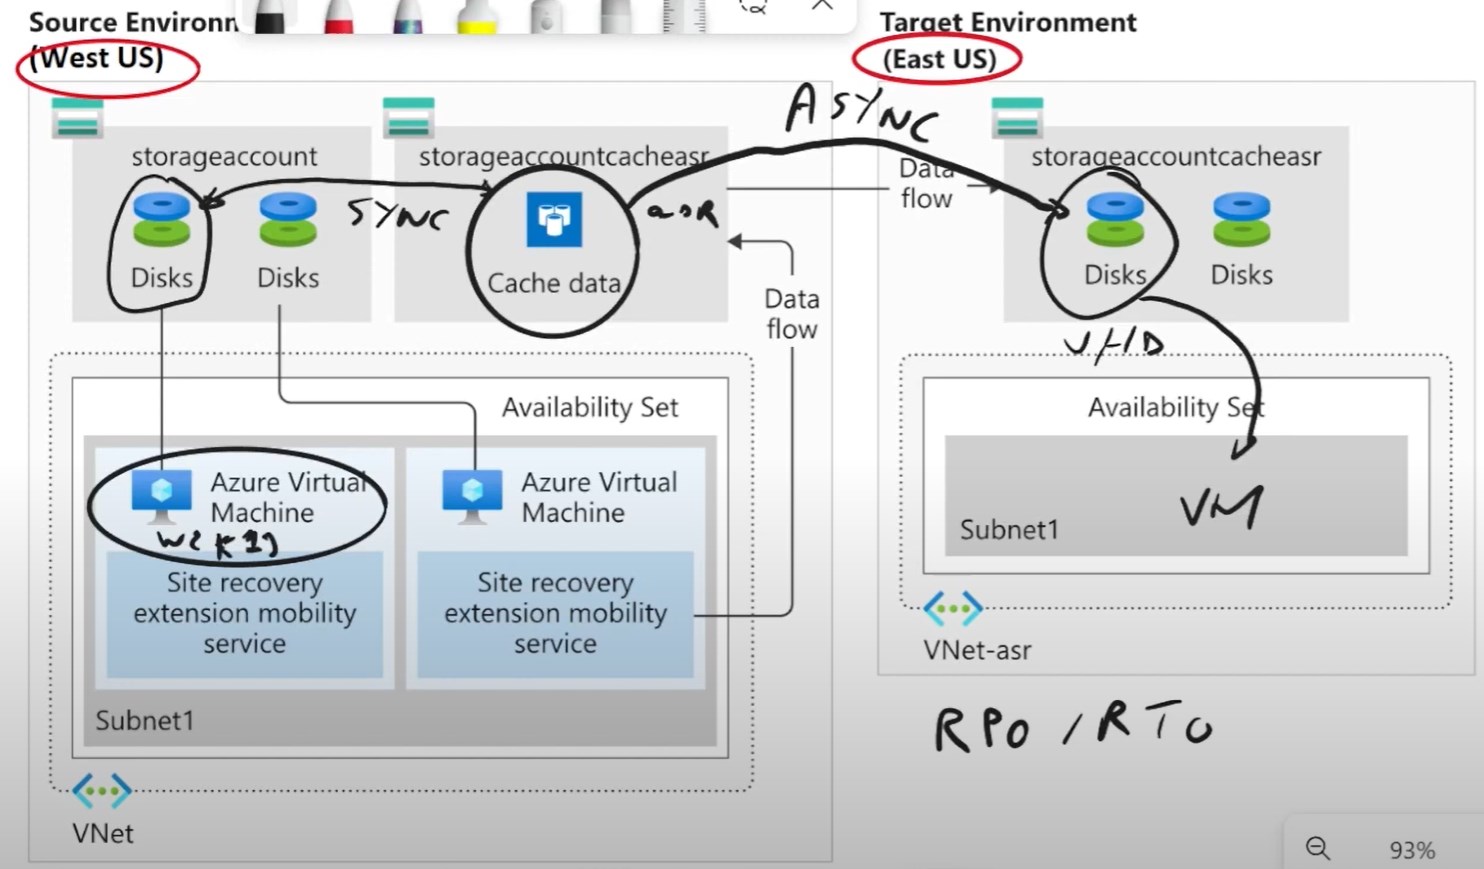 Source Environm
(West US)
Target Environment
(East US)
ASYNC
storageaccount
storageaccountcacheasr
storageaccountcacheasr
Data
flow
SYNC
asR
Disks
Disks
Cache data
Disks
Disks
Data
flow
VHD
Availability Set
Availability Set
Azure Virtual
Machine
Azure Virtual
Machine
VM
Subnet1
Site recovery
extension mobility
service
Site recovery
extension mobility
service
VNet-asr
Subnet1
RPO / RTO
VNet
93%